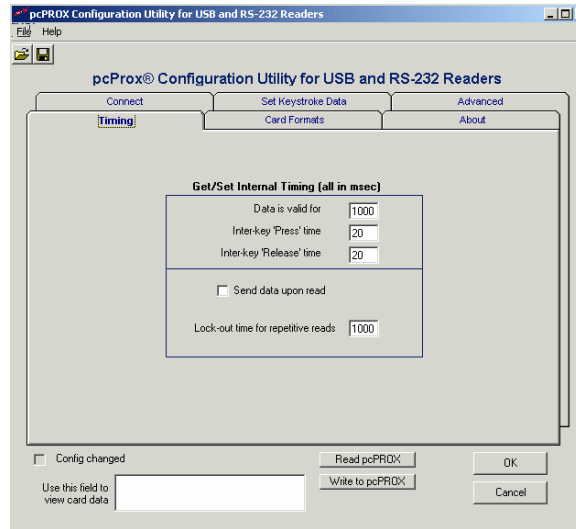 pcPROX Configuration Utility for USB and RS-232 Readers
File Help
pcProx® Configuration Utility for USB and RS-232 Readers
Connect Set Keystroke Data Advanced
Timing Card Formats About
Get/Set Internal Timing (all in msec)
Data is valid for 1000
Inter-key 'Press' time 20
Inter-key 'Release' time 20
Send data upon read
Lock-out time for repetitive reads 1000
Config changed Read pcPROX OK
Use this field to Write to pcPROX
view card data Cancel